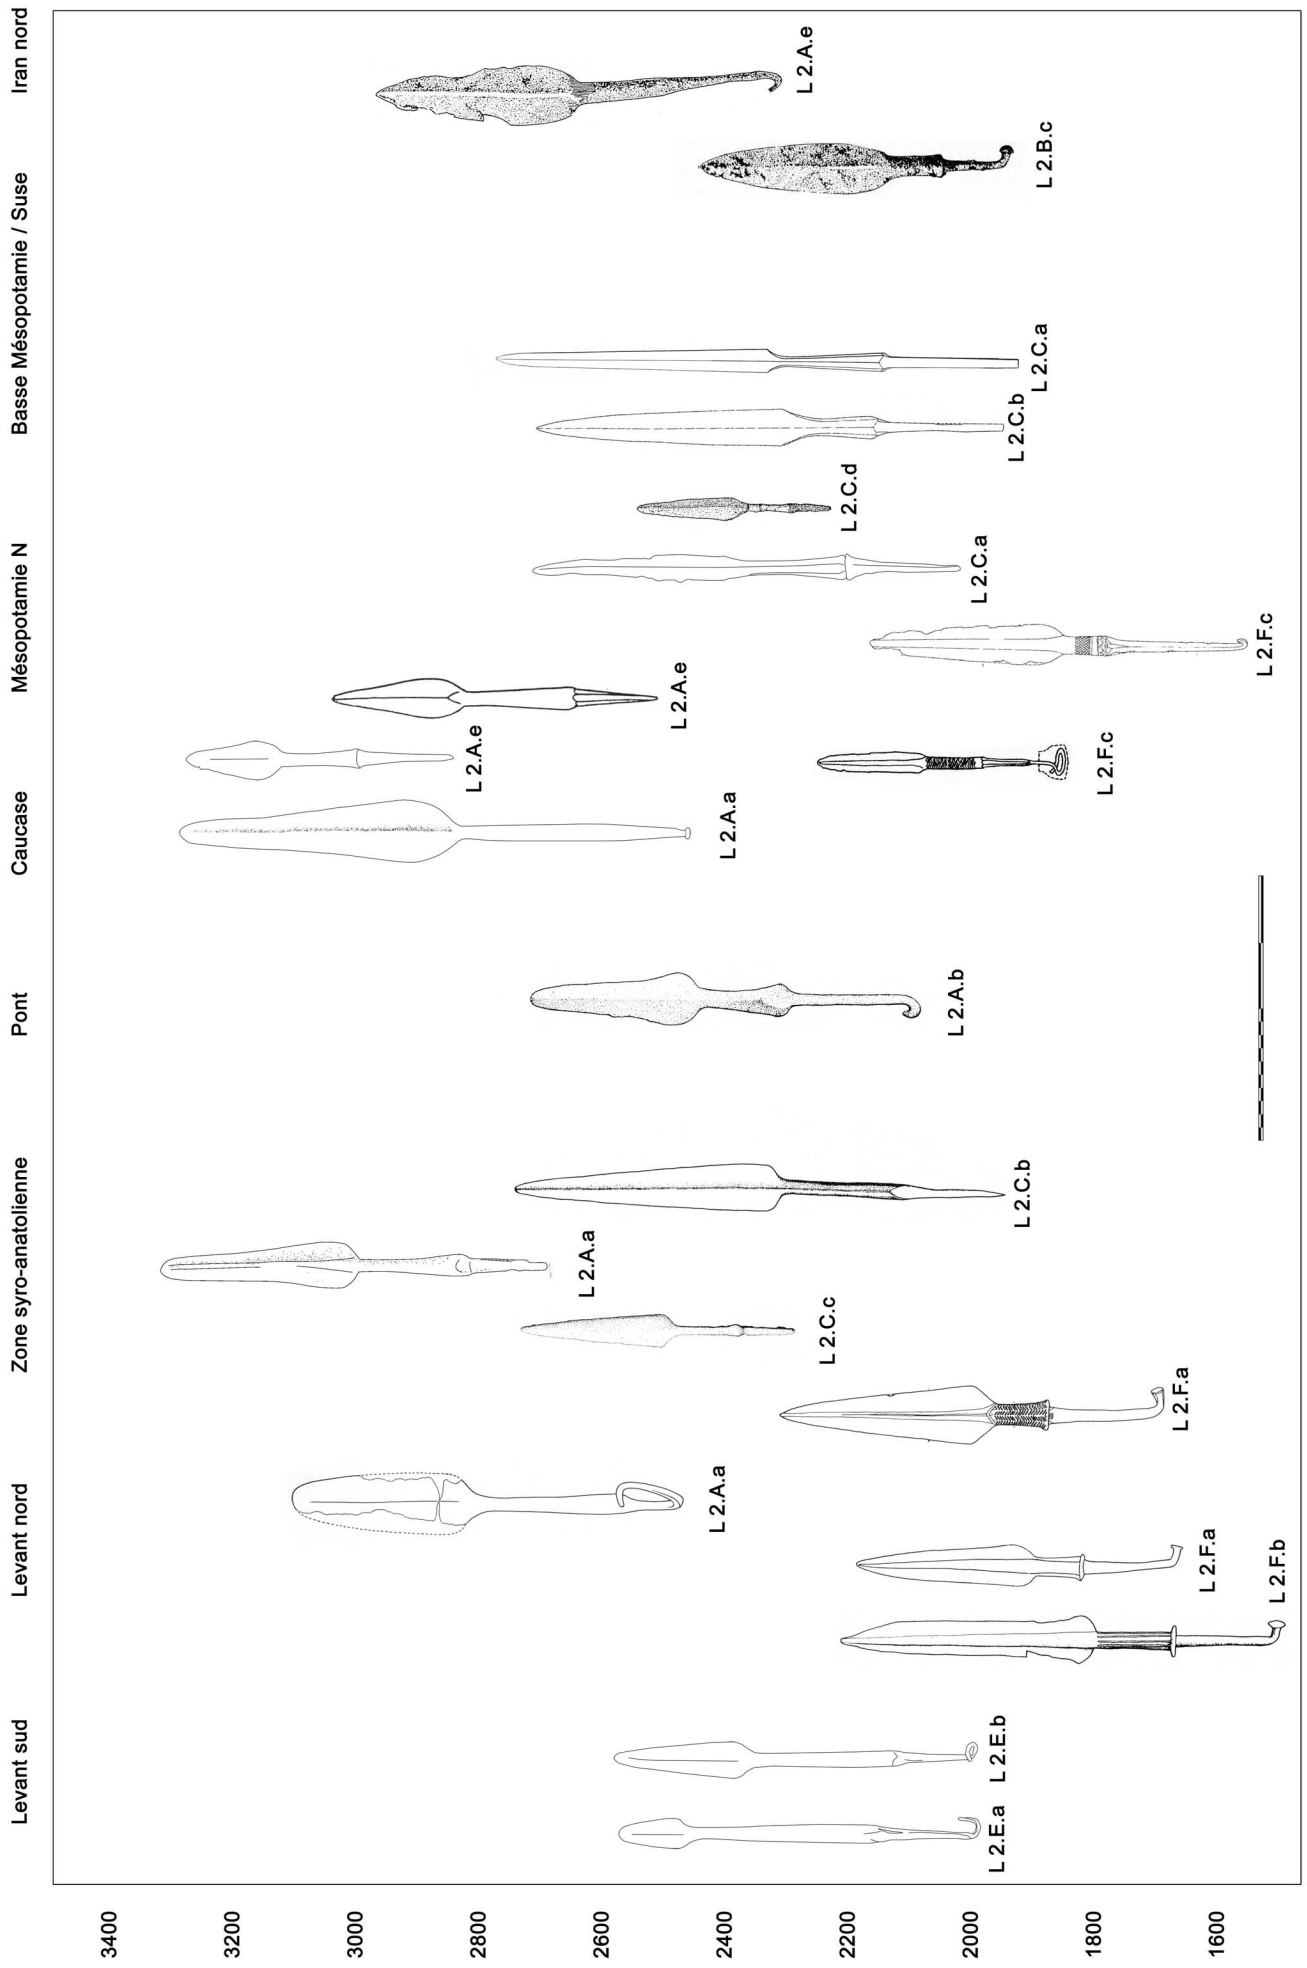 Levant sud
Levant nord
Zone syro-anatolienne
Pont
Caucase
Mésopotamie N
Basse Mésopotamie / Suse
Iran nord
3400
3200
3000
2800
2600
2400
2200
2000
1800
1600
L 2.E.a
L 2.E.b
L 2.F.b
L 2.F.a
L 2.A.a
L 2.F.a
L 2.C.c
L 2.A.a
L 2.C.b
L 2.A.b
L 2.A.a
L 2.A.e
L 2.F.c
L 2.A.e
L 2.F.c
L 2.C.a
L 2.C.d
L 2.C.b
L 2.C.a
L 2.B.c
L 2.A.e